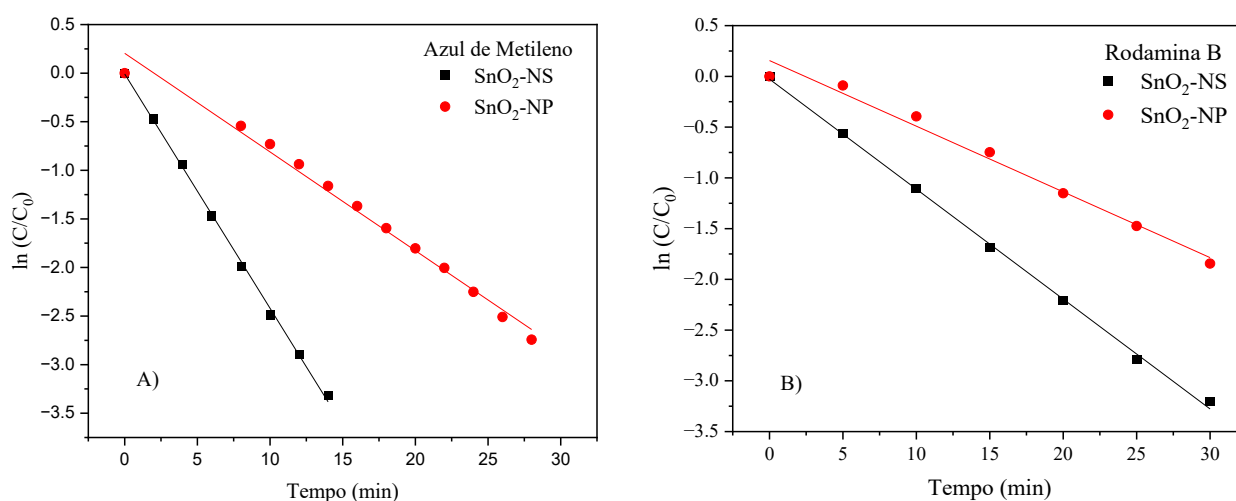 0.5
0.0
−0.5
−1.0
−1.5
−2.0
−2.5
−3.0
−3.5
ln (C/C0)
Azul de Metileno
SnO2-NS
SnO2-NP
A)
0 5 10 15 20 25 30
Tempo (min)
0.5
0.0
−0.5
−1.0
−1.5
−2.0
−2.5
−3.0
−3.5
ln (C/C0)
Rodamina B
SnO2-NS
SnO2-NP
B)
0 5 10 15 20 25 30
Tempo (min)